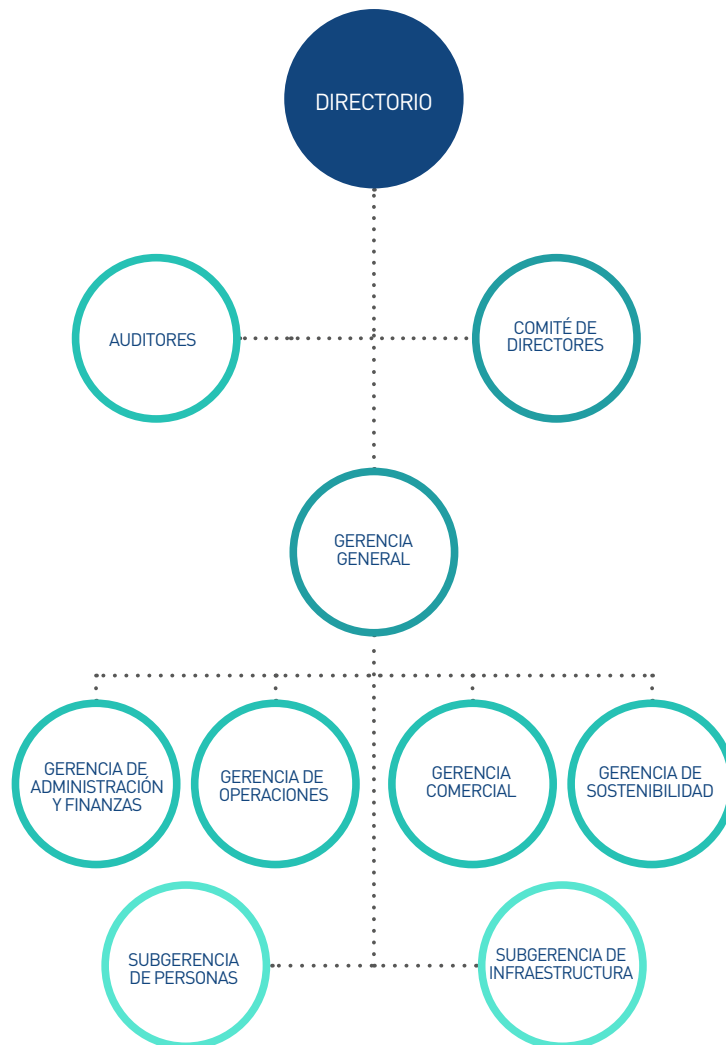 DIRECTORIO
AUDITORES
COMITÉ DE
DIRECTORES
GERENCIA
GENERAL
GERENCIA DE
ADMINISTRACIÓN
Y FINANZAS
GERENCIA DE
OPERACIONES
GERENCIA
COMERCIAL
GERENCIA DE
SOSTENIBILIDAD
SUBGERENCIA
DE PERSONAS
SUBGERENCIA DE
INFRAESTRUCTURA